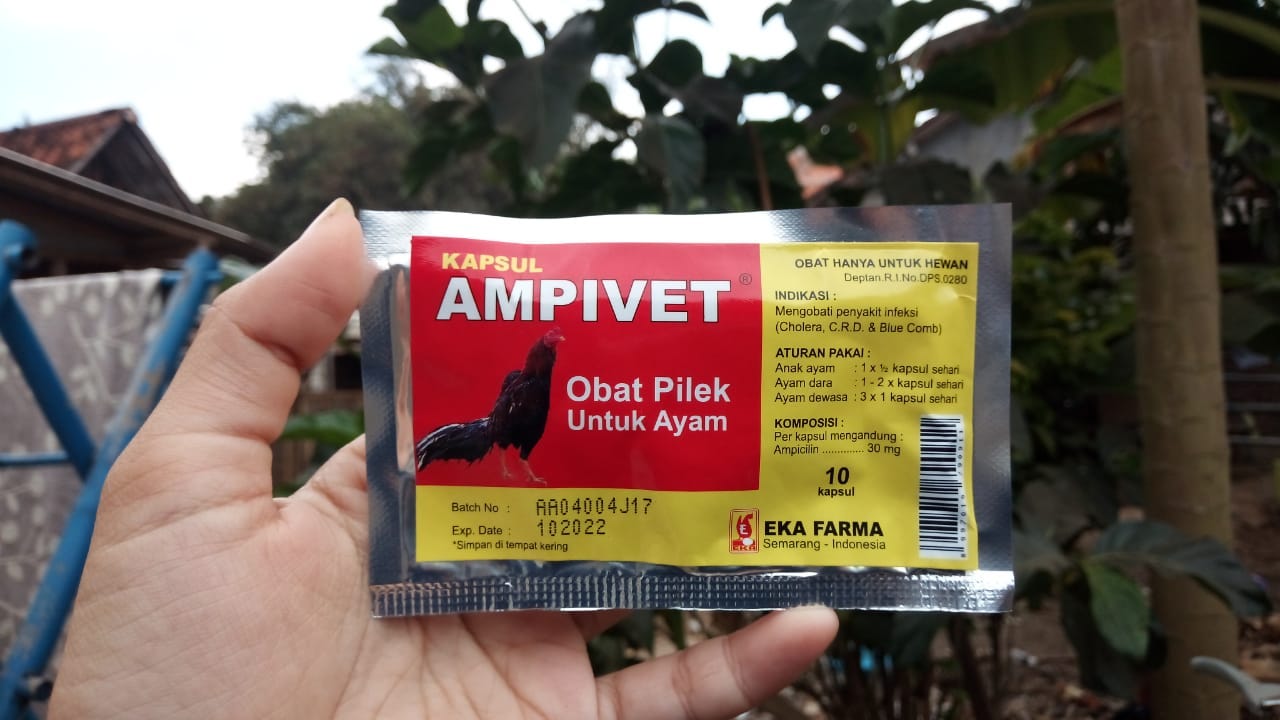 KAPSUL
AMPIVET ®
Obat Pilek
Untuk Ayam
Batch No : AA04004J17
Exp. Date : 102022
*Simpan di tempat kering
OBAT HANYA UNTUK HEWAN
Deptan.R.I.No.DPS.0280
INDIKASI :
Mengobati penyakit infeksi
(Cholera, C.R.D. & Blue Comb)
ATURAN PAKAI :
Anak ayam : 1 x ½ kapsul sehari
Ayam dara : 1 - 2 x kapsul sehari
Ayam dewasa : 3 x 1 kapsul sehari
KOMPOSISI :
Per kapsul mengandung :
Ampicilin .............. 30 mg
10
kapsul
EKA FARMA
Semarang - Indonesia